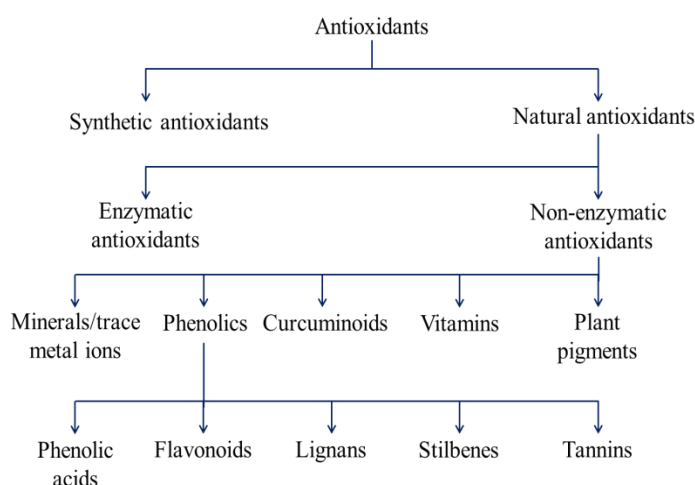 Antioxidants
Synthetic antioxidants
Natural antioxidants
Enzymatic
antioxidants
Non-enzymatic
antioxidants
Minerals/trace
metal ions
Phenolics
Curcuminoids
Vitamins
Plant
pigments
Phenolic
acids
Flavonoids
Lignans
Stilbenes
Tannins